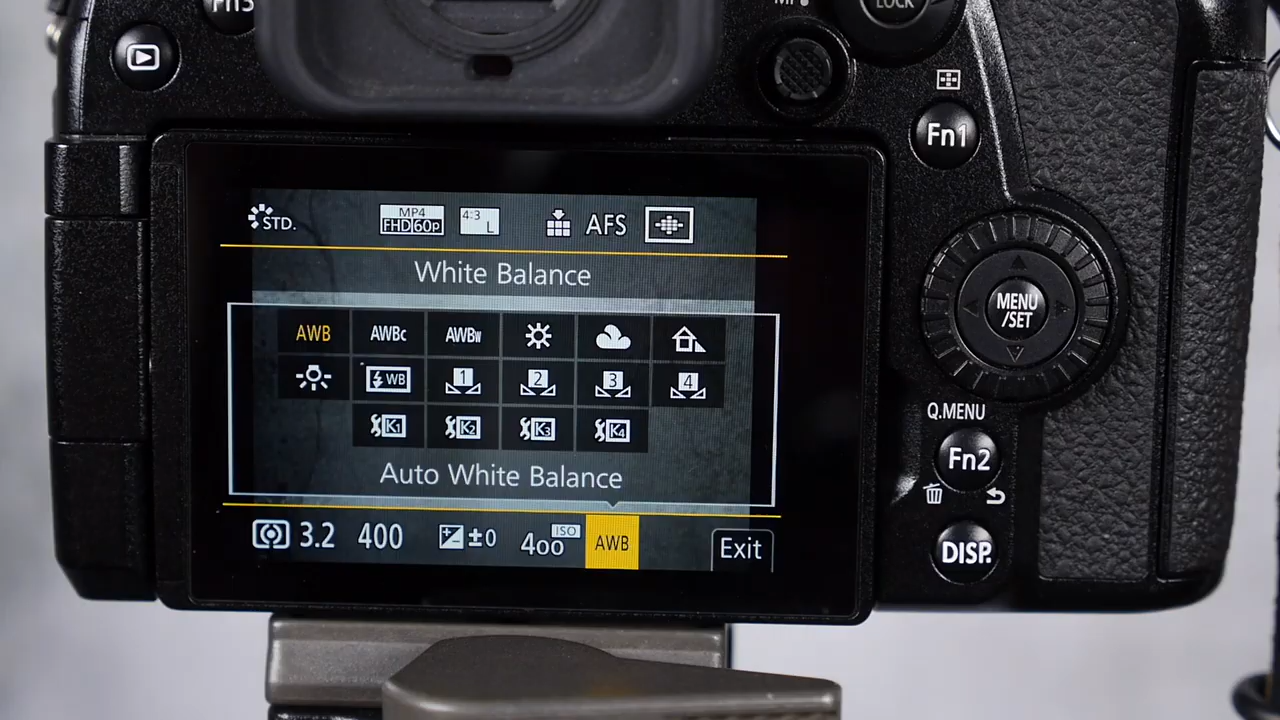 Fn3
LOCK
Fn1
STD.
MP4
FHD 60p
4:3
L
AFS
White Balance
AWB AWBc AWBw
WB 1 2 3 4
K1 K2 K3 K4
Auto White Balance
3.2 400 ±0 ISO 400 AWB Exit
MENU
/SET
Q.MENU
Fn2
DISP.